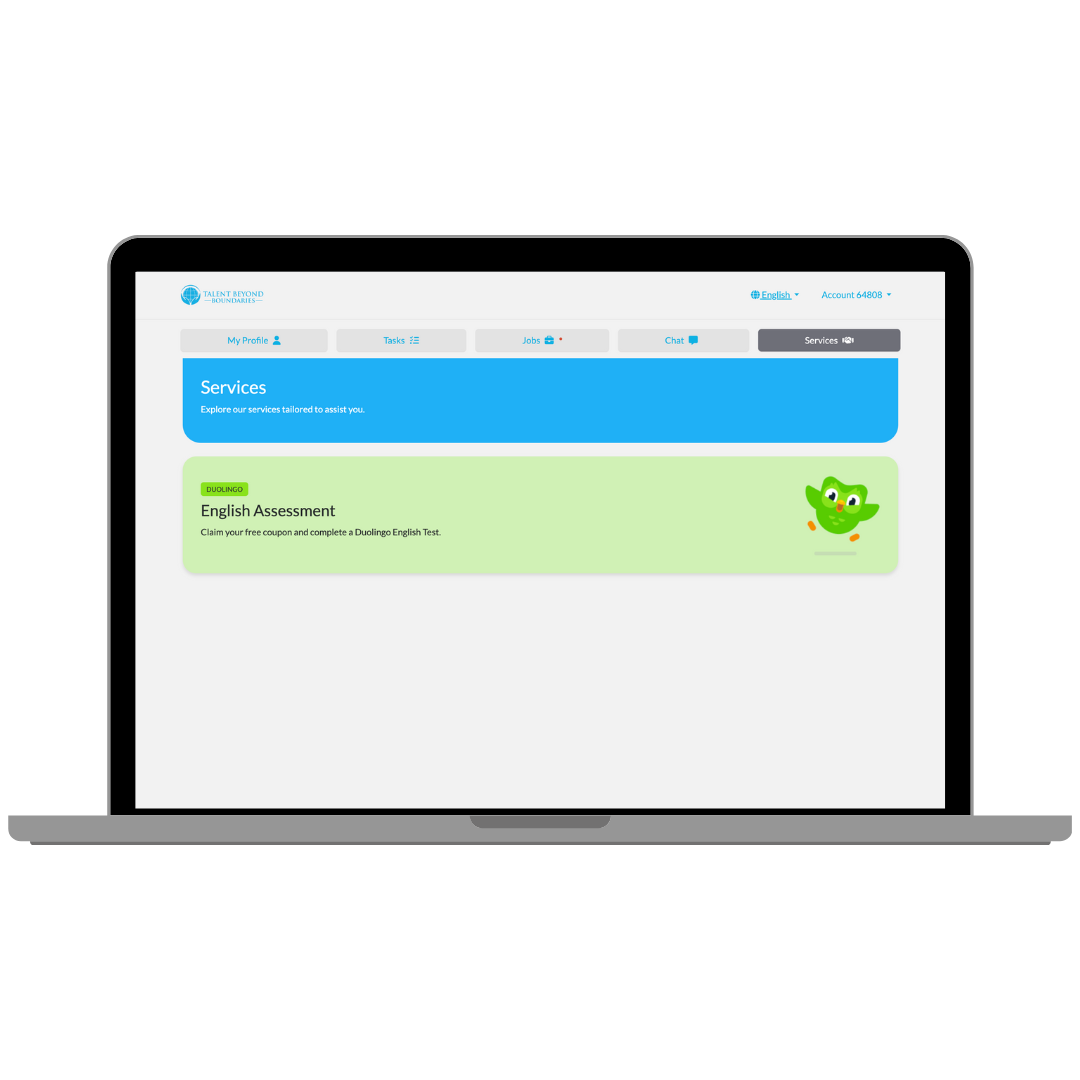 TALENT BEYOND
—BOUNDARIES—
English
Account 64808
My Profile
Tasks
Jobs
Chat
Services
Services
Explore our services tailored to assist you.
DUOLINGO
English Assessment
Claim your free coupon and complete a Duolingo English Test.